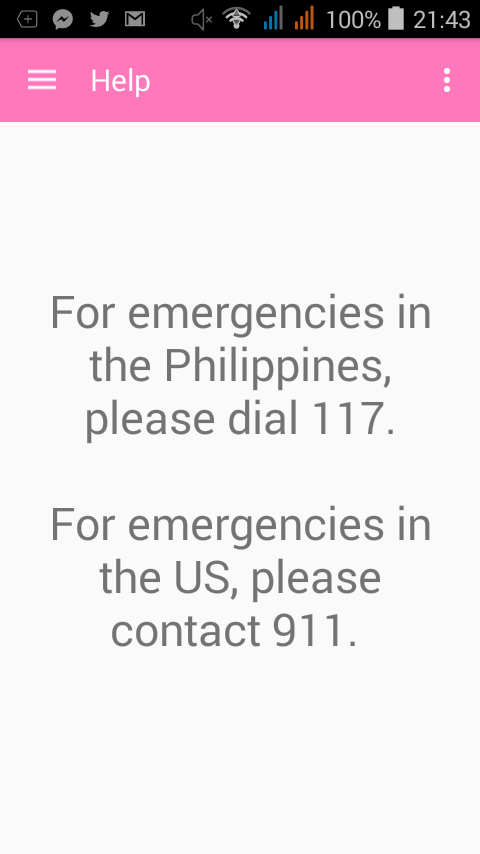 100% 21:43
Help
For emergencies in
the Philippines,
please dial 117.
For emergencies in
the US, please
contact 911.